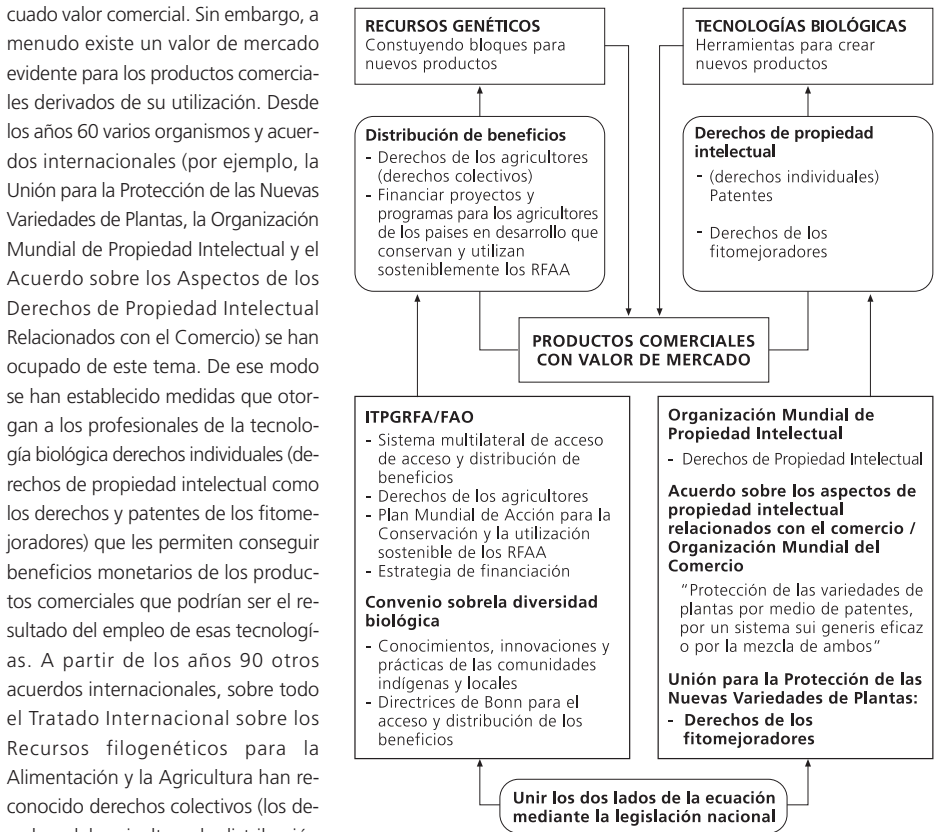 cuado valor comercial. Sin embargo, a
menudo existe un valor de mercado
evidente para los productos comercia-
les derivados de su utilización. Desde
los años 60 varios organismos y acuer-
dos internacionales (por ejemplo, la
Unión para la Protección de las Nuevas
Variedades de Plantas, la Organización
Mundial de Propiedad Intelectual y el
Acuerdo sobre los Aspectos de los
Derechos de Propiedad Intelectual
Relacionados con el Comercio) se han
ocupado de este tema. De ese modo
se han establecido medidas que otor-
gan a los profesionales de la tecnolo-
gía biológica derechos individuales (de-
rechos de propiedad intelectual como
los derechos y patentes de los fitome-
joradores) que les permiten conseguir
beneficios monetarios de los produc-
tos comerciales que podrían ser el re-
sultado del empleo de esas tecnologí-
as. A partir de los años 90 otros
acuerdos internacionales, sobre todo
el Tratado Internacional sobre los
Recursos filogenéticos para la
Alimentación y la Agricultura han re-
conocido derechos colectivos (los de-
RECURSOS GENÉTICOS
Constuyendo bloques para
nuevos productos
TECNOLOGÍAS BIOLÓGICAS
Herramientas para crear
nuevos productos
Distribución de beneficios
- Derechos de los agricultores
(derechos colectivos)
- Financiar proyectos y
programas para los agricultores
de los paises en desarrollo que
conservan y utilizan
sosteniblemente los RFAA
Derechos de propiedad
intelectual
- (derechos individuales)
Patentes
- Derechos de los
fitomejoradores
PRODUCTOS COMERCIALES
CON VALOR DE MERCADO
ITPGRFA/FAO
- Sistema multilateral de acceso
de acceso y distribución de
beneficios
- Derechos de los agricultores
- Plan Mundial de Acción para la
Conservación y la utilización
sostenible de los RFAA
- Estrategia de financiación
Convenio sobrela diversidad
biológica
- Conocimientos, innovaciones y
prácticas de las comunidades
indígenas y locales
- Directrices de Bonn para el
acceso y distribución de los
beneficios
Organización Mundial de
Propiedad Intelectual
- Derechos de Propiedad Intelectual
Acuerdo sobre los aspectos de
propiedad intelectual
relacionados con el comercio /
Organización Mundial del
Comercio
“Protección de las variedades de
plantas por medio de patentes,
por un sistema sui generis eficaz
o por la mezcla de ambos”
Unión para la Protección de las
Nuevas Variedades de Plantas:
- Derechos de los
fitomejoradores
Unir los dos lados de la ecuación
mediante la legislación nacional